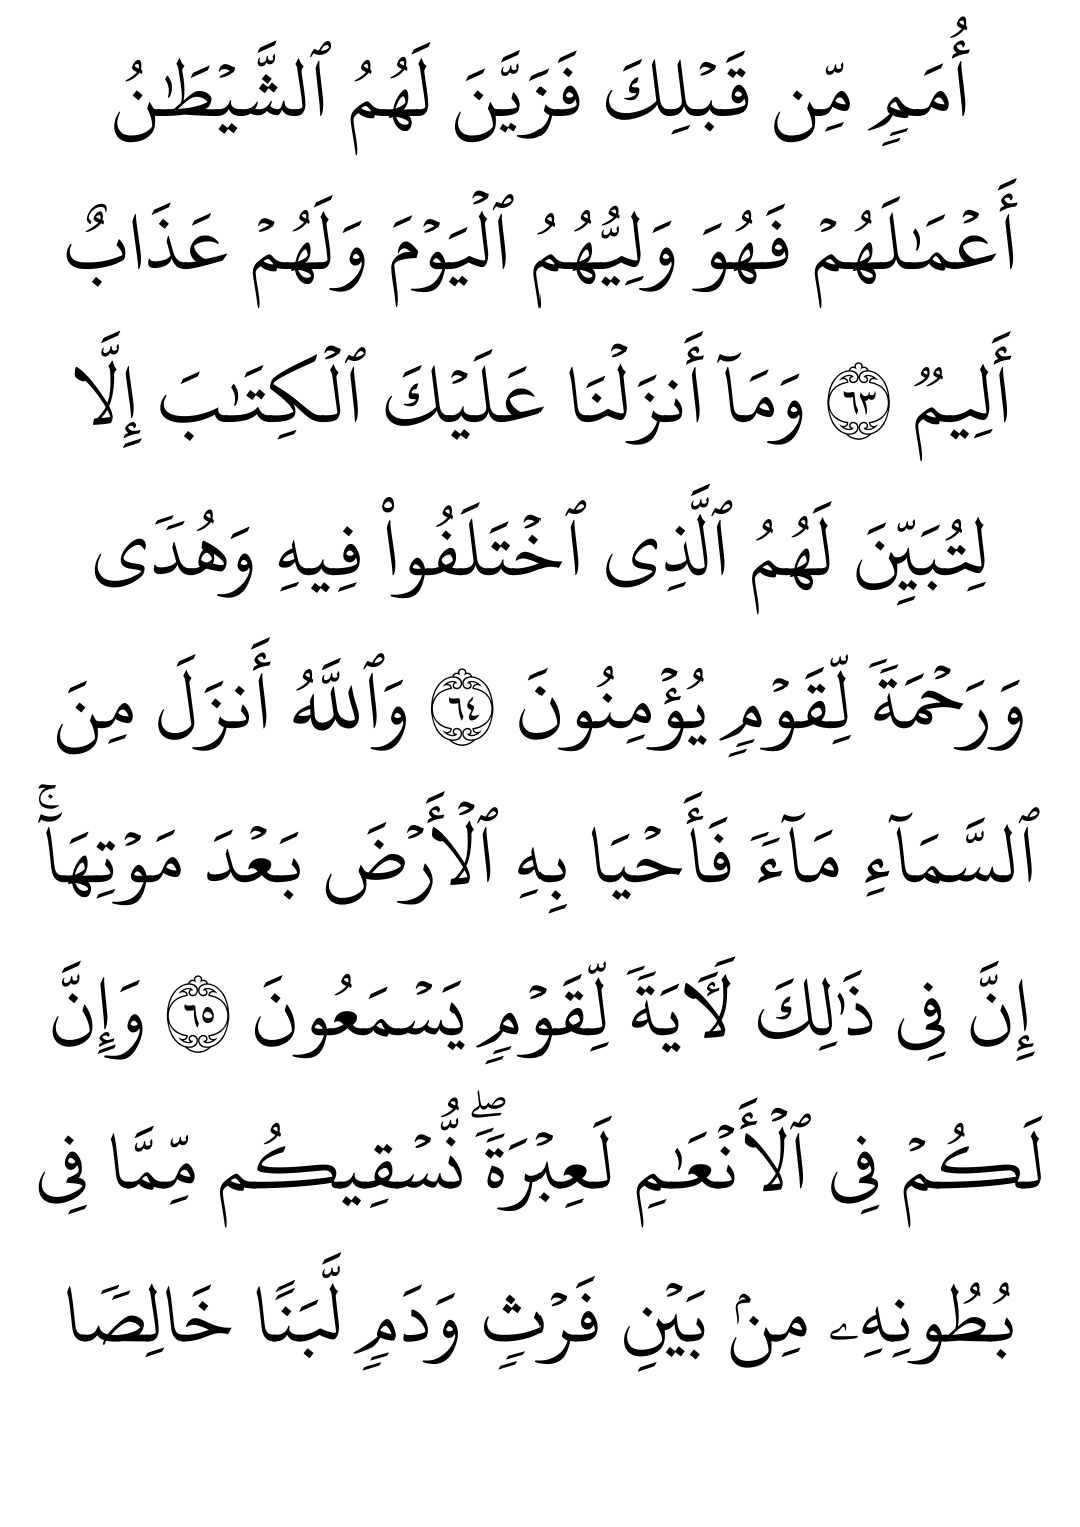 أُمَمٖ مِّن قَبۡلِكَ فَزَيَّنَ لَهُمُ ٱلشَّيۡطَٰنُ
أَعۡمَٰلَهُمۡ فَهُوَ وَلِيُّهُمُ ٱلۡيَوۡمَ وَلَهُمۡ عَذَابٌ
أَلِيمٞ ٦٣ وَمَآ أَنزَلۡنَا عَلَيۡكَ ٱلۡكِتَٰبَ إِلَّا
لِتُبَيِّنَ لَهُمُ ٱلَّذِى ٱخۡتَلَفُواْ فِيهِ وَهُدٗى
وَرَحۡمَةٗ لِّقَوۡمٖ يُؤۡمِنُونَ ٦٤ وَٱللَّهُ أَنزَلَ مِنَ
ٱلسَّمَآءِ مَآءٗ فَأَحۡيَا بِهِ ٱلۡأَرۡضَ بَعۡدَ مَوۡتِهَآۚ
إِنَّ فِى ذَٰلِكَ لَأٓيَةٗ لِّقَوۡمٖ يَسۡمَعُونَ ٦٥ وَإِنَّ
لَكُمۡ فِى ٱلۡأَنۡعَٰمِ لَعِبۡرَةٗۖ نُّسۡقِيكُم مِّمَّا فِى
بُطُونِهِۦ مِنۢ بَيۡنِ فَرۡثٖ وَدَمٖ لَّبَنًا خَالِصٗا